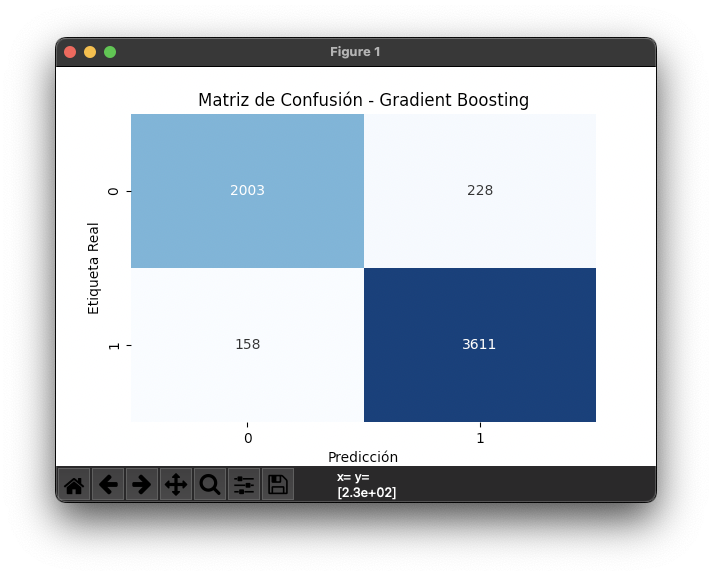 Figure 1
Matriz de Confusión - Gradient Boosting
0
2003
228
Etiqueta Real
1
158
3611
0
1
Predicción
x= y=
[2.3e+02]